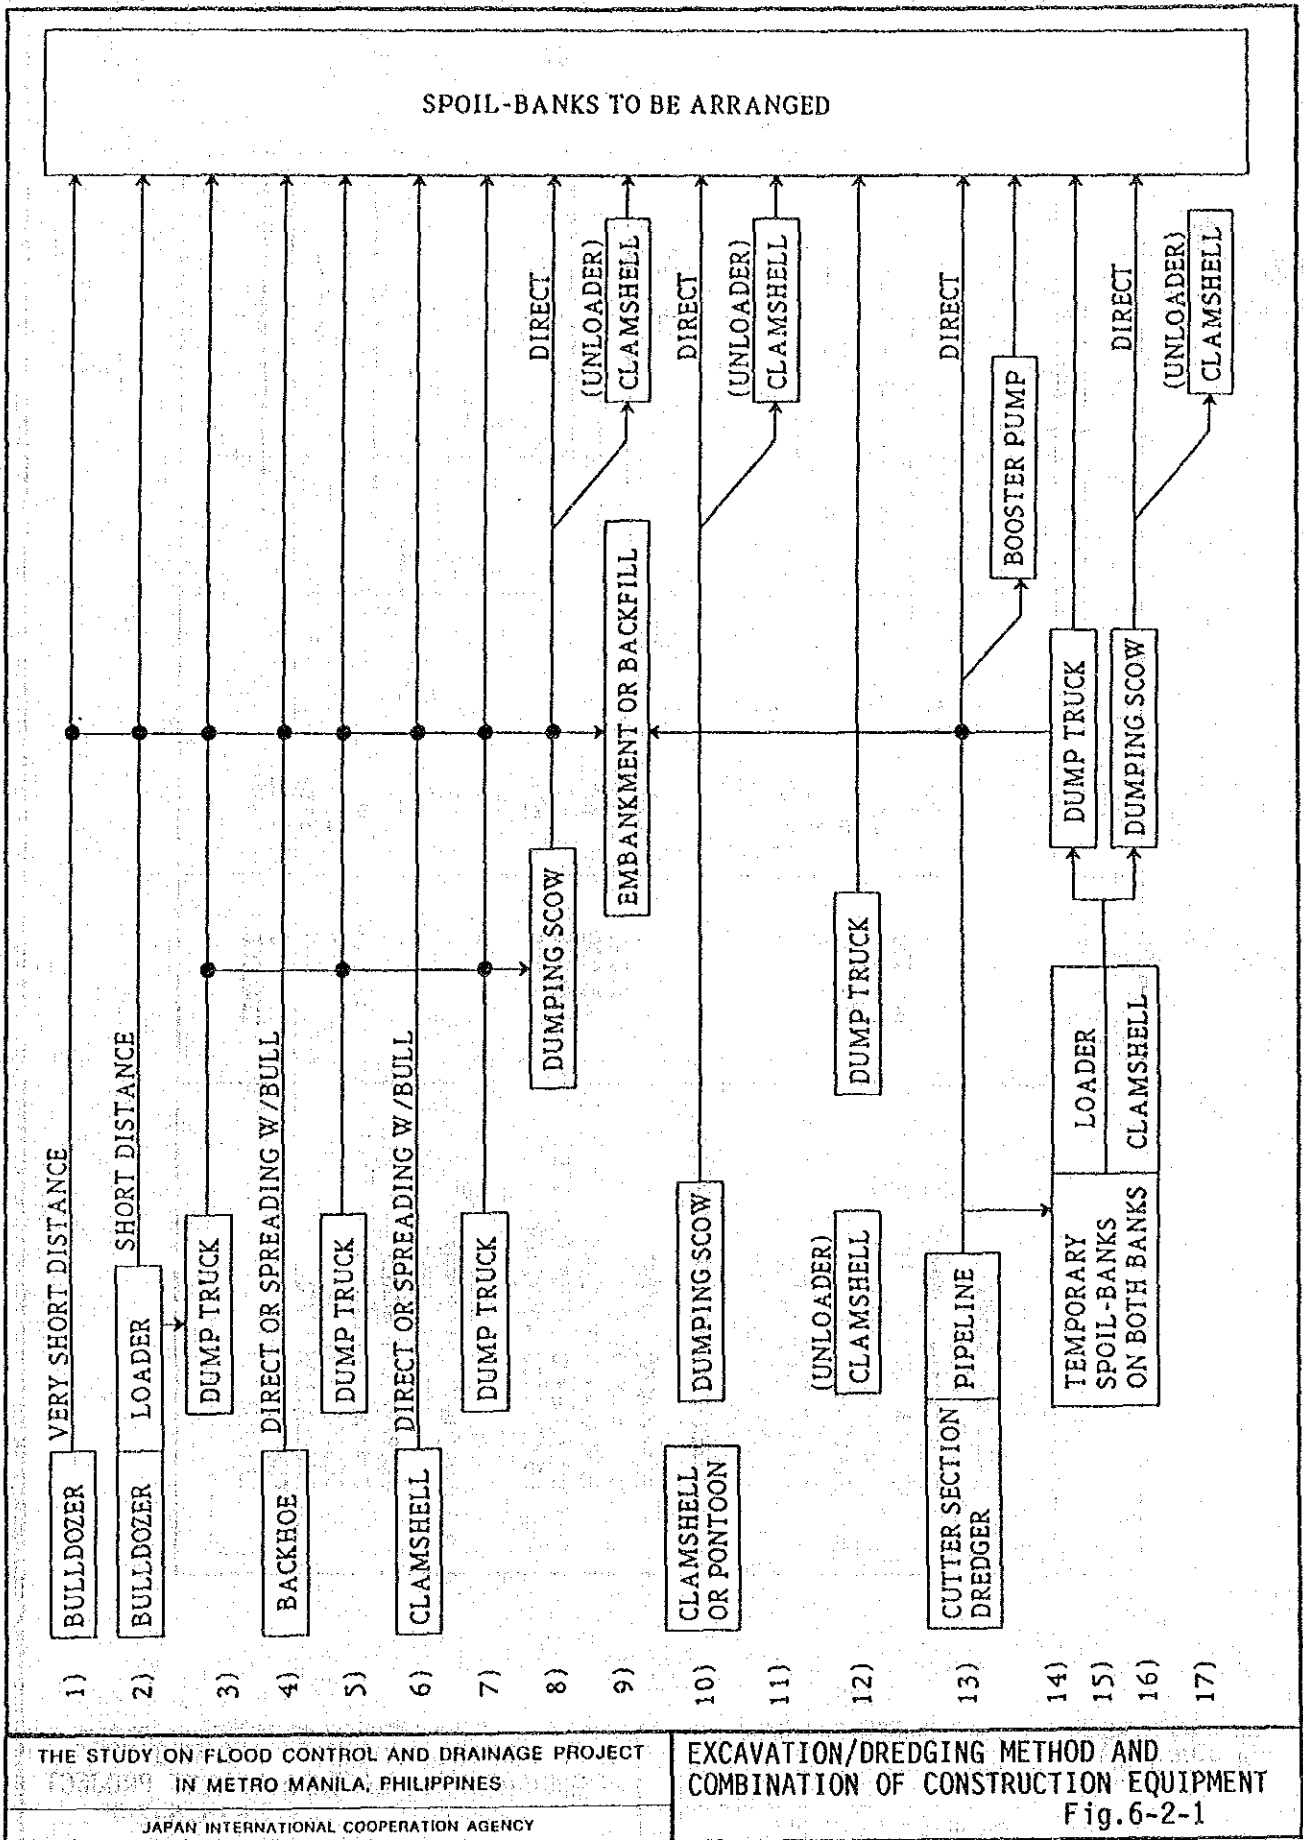 SPOIL-BANKS TO BE ARRANGED
1)
BULLDOZER
VERY SHORT DISTANCE
2)
BULLDOZER
LOADER
SHORT DISTANCE
3)
DUMP TRUCK
4)
BACKHOE
DIRECT OR SPREADING W/BULL
5)
DUMP TRUCK
6)
CLAMSHELL
DIRECT OR SPREADING W/BULL
7)
DUMP TRUCK
8)
DUMPING SCOW
DIRECT
9)
EMBANKMENT OR BACKFILL
(UNLOADER)
CLAMSHELL
10)
CLAMSHELL
OR PONTOON
DUMPING SCOW
DIRECT
11)
(UNLOADER)
CLAMSHELL
12)
(UNLOADER)
CLAMSHELL
DUMP TRUCK
13)
CUTTER SECTION
DREDGER
PIPELINE
DIRECT
BOOSTER PUMP
14)
15)
16)
TEMPORARY
SPOIL-BANKS
ON BOTH BANKS
LOADER
CLAMSHELL
DUMP TRUCK
DUMPING SCOW
DIRECT
17)
(UNLOADER)
CLAMSHELL
THE STUDY ON FLOOD CONTROL AND DRAINAGE PROJECT
IN METRO MANILA, PHILIPPINES
JAPAN INTERNATIONAL COOPERATION AGENCY
EXCAVATION/DREDGING METHOD AND
COMBINATION OF CONSTRUCTION EQUIPMENT
Fig.6-2-1